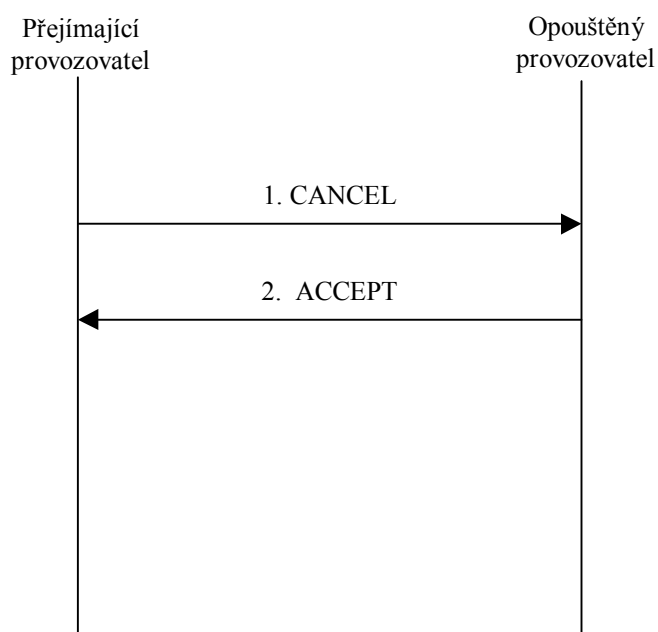 Přejímající
provozovatel
Opouštěný
provozovatel
1. CANCEL
2. ACCEPT